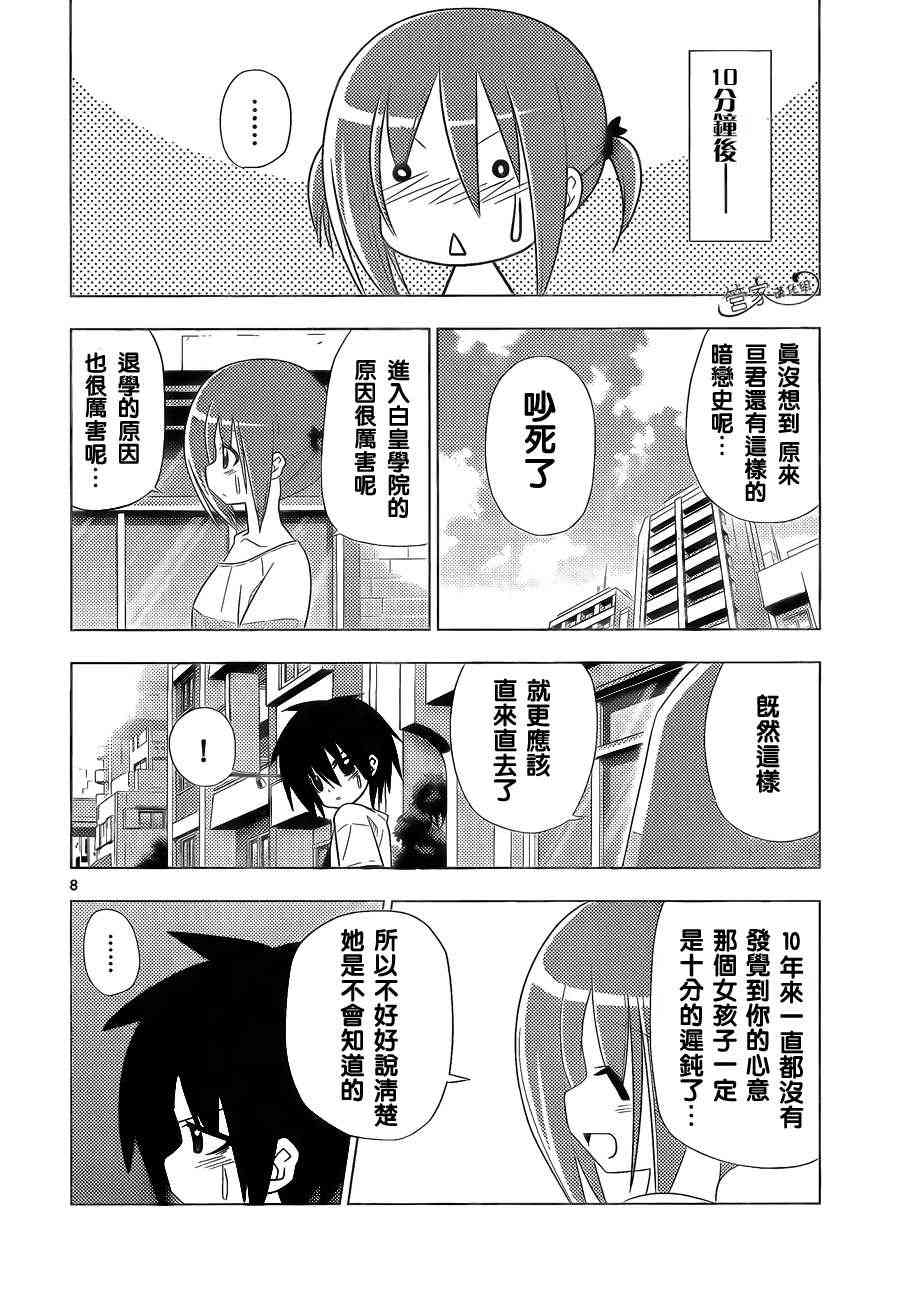 10分鐘後——
……
管家
真沒想到 原來
亘君還有這樣的
暗戀史呢…
吵死了
進入白皇學院的
原因很厲害呢
退學的原因
也很厲害呢…
既然這樣
就更應該
直來直去了
！
8
10年來一直都沒有
發覺到你的心意
那個女孩子一定
是十分的遲鈍了…
所以不好好說清楚
她是不會知道的
……